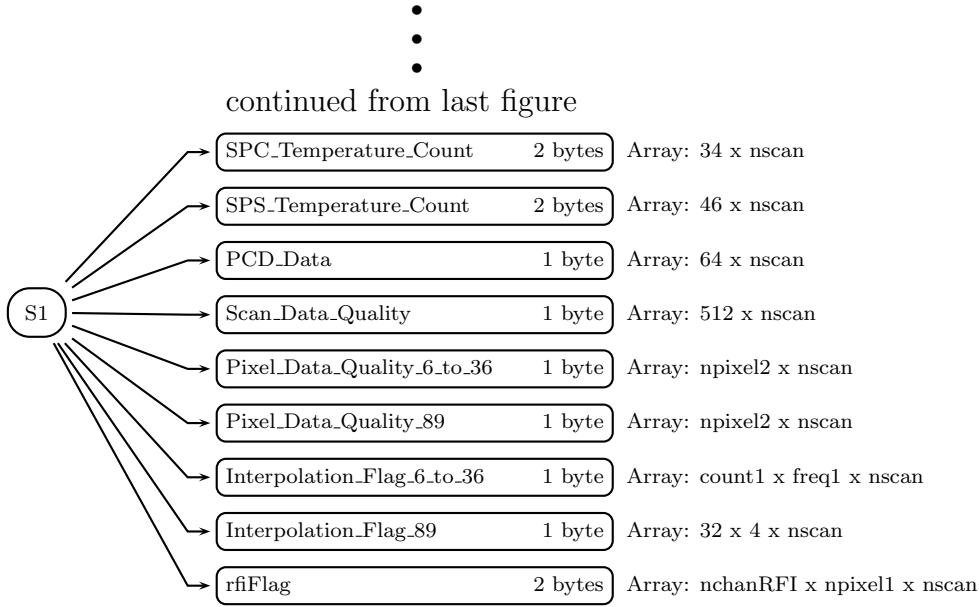 continued from last figure
SPC_Temperature_Count 2 bytes Array: 34 x nscan
SPS_Temperature_Count 2 bytes Array: 46 x nscan
PCD_Data 1 byte Array: 64 x nscan
S1
Scan_Data_Quality 1 byte Array: 512 x nscan
Pixel_Data_Quality_6_to_36 1 byte Array: npixel2 x nscan
Pixel_Data_Quality_89 1 byte Array: npixel2 x nscan
Interpolation_Flag_6_to_36 1 byte Array: count1 x freq1 x nscan
Interpolation_Flag_89 1 byte Array: 32 x 4 x nscan
rfiFlag 2 bytes Array: nchanRFI x npixel1 x nscan